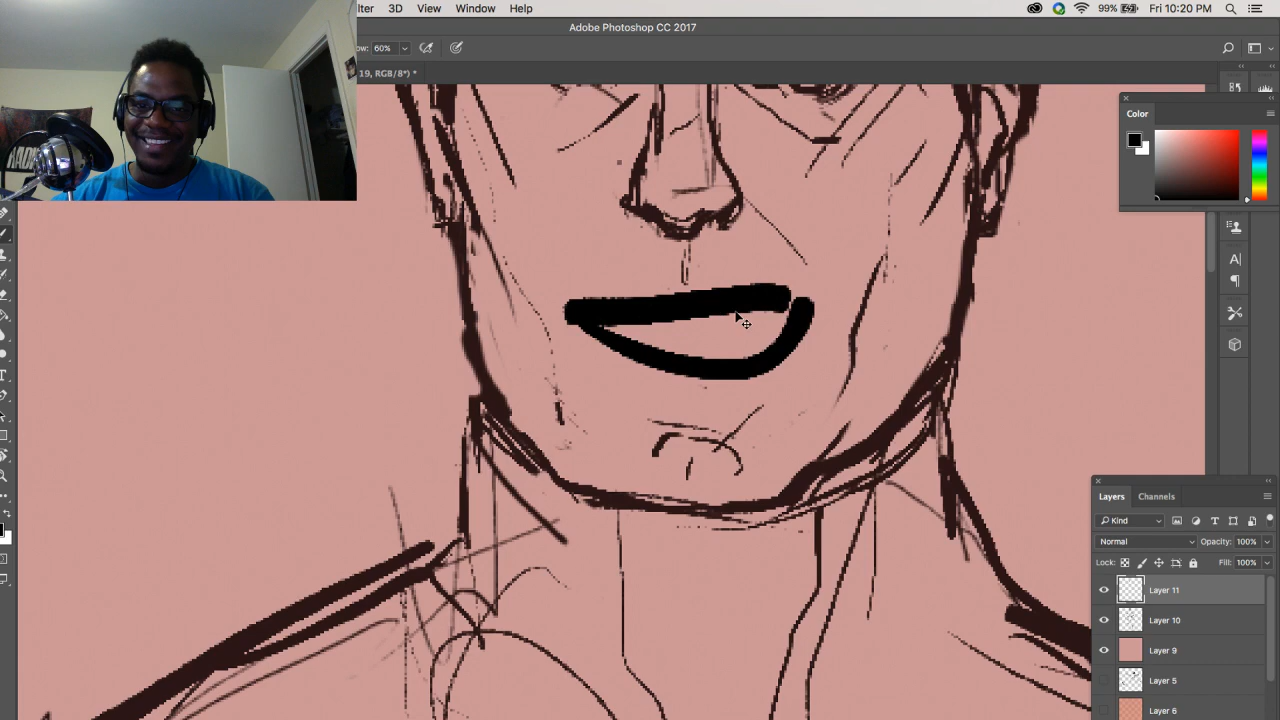 lter 3D View Window Help 99% Fri 10:20 PM
Adobe Photoshop CC 2017
ow: 60%
19, RGB/8*) *
Color
Layers Channels
Kind
Normal Opacity: 100%
Lock: Fill: 100%
Layer 11
Layer 10
Layer 9
Layer 5
Layer 6